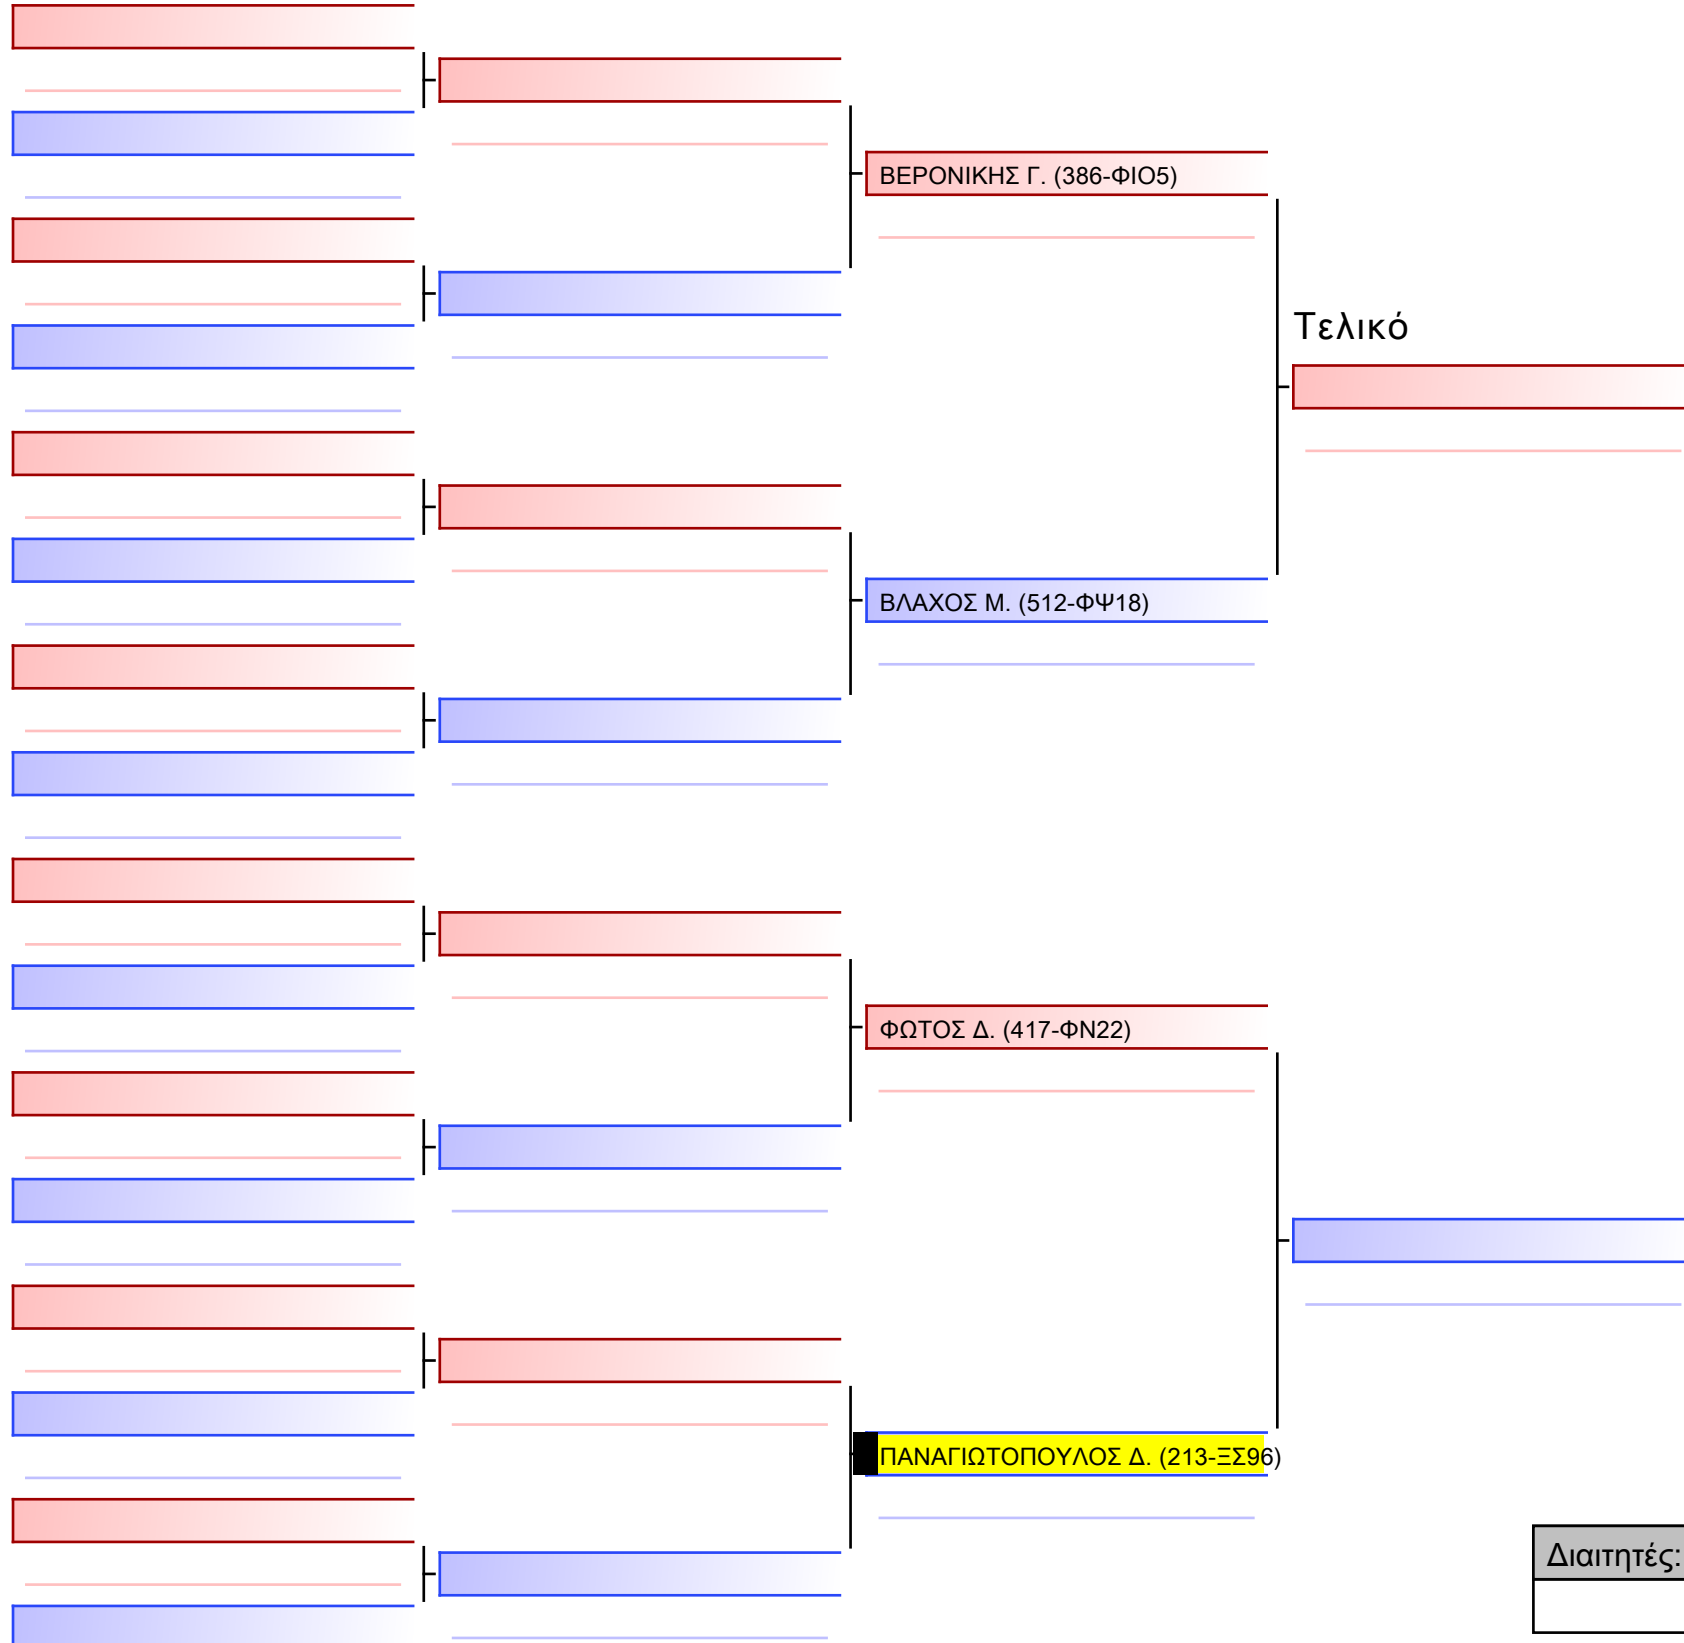 ΒΕΡΟΝΙΚΗΣ Γ. (386-ΦΙΟ5)
Τελικό
ΒΛΑΧΟΣ Μ. (512-ΦΨ18)
ΦΩΤΟΣ Δ. (417-ΦΝ22)
ΠΑΝΑΓΙΩΤΟΠΟΥΛΟΣ Δ. (213-ΞΣ96)
Διαιτητές: